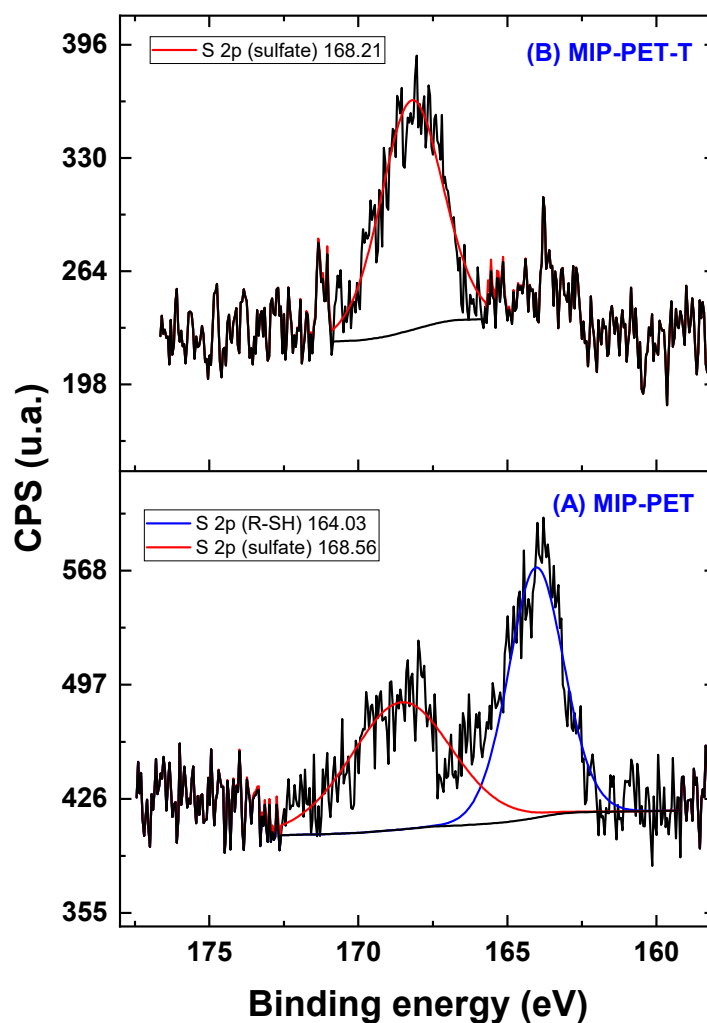 396
S 2p (sulfate) 168.21
(B) MIP-PET-T
330
264
198
CPS (u.a.)
S 2p (R-SH) 164.03
S 2p (sulfate) 168.56
(A) MIP-PET
568
497
426
355
175 170 165 160
Binding energy (eV)